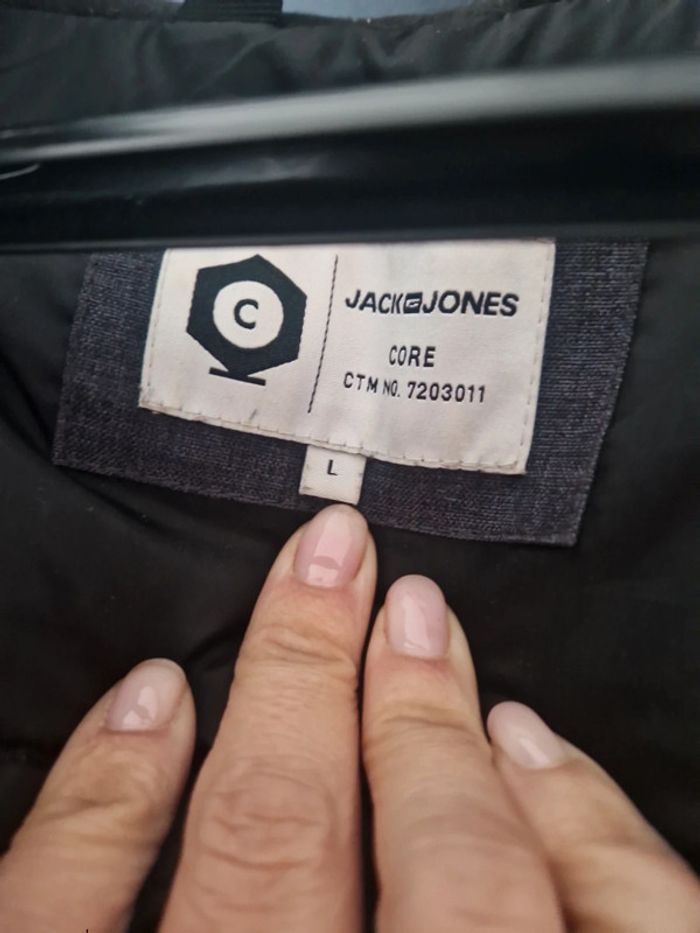 C
JACK & JONES
CORE
CTM NO. 7203011
L